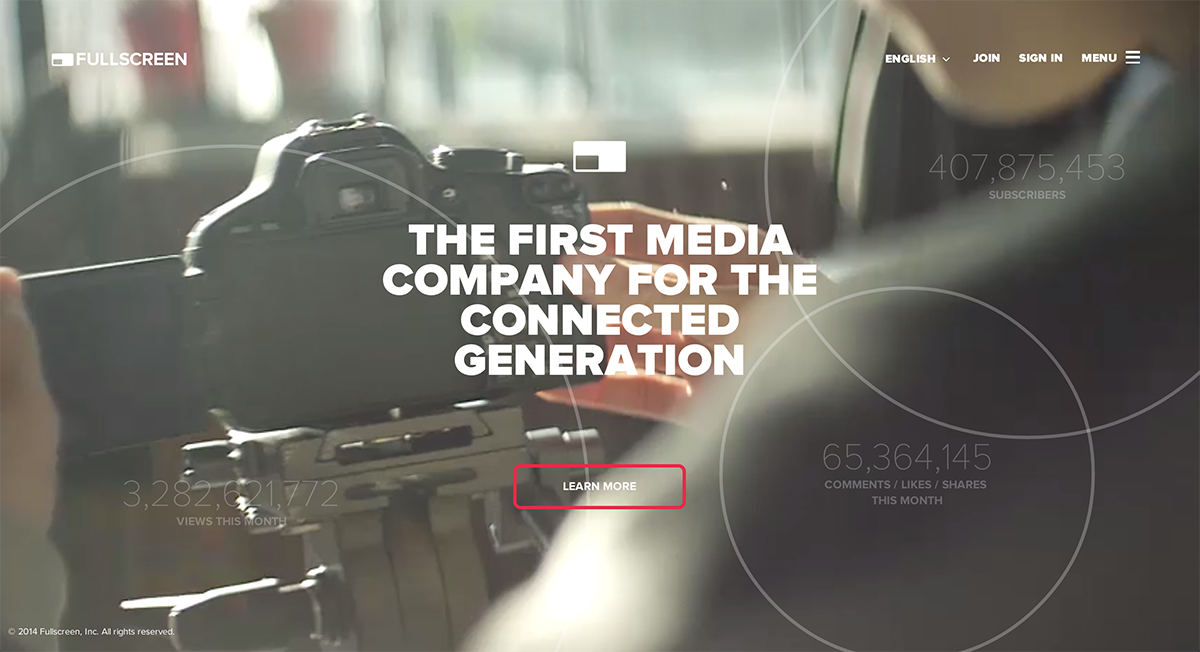 FULLSCREEN
ENGLISH
JOIN
SIGN IN
MENU
407,875,453
SUBSCRIBERS
THE FIRST MEDIA
COMPANY FOR THE
CONNECTED
GENERATION
65,364,145
COMMENTS / LIKES / SHARES
THIS MONTH
3,282,621,772
VIEWS THIS MONTH
LEARN MORE
© 2014 Fullscreen, Inc. All rights reserved.